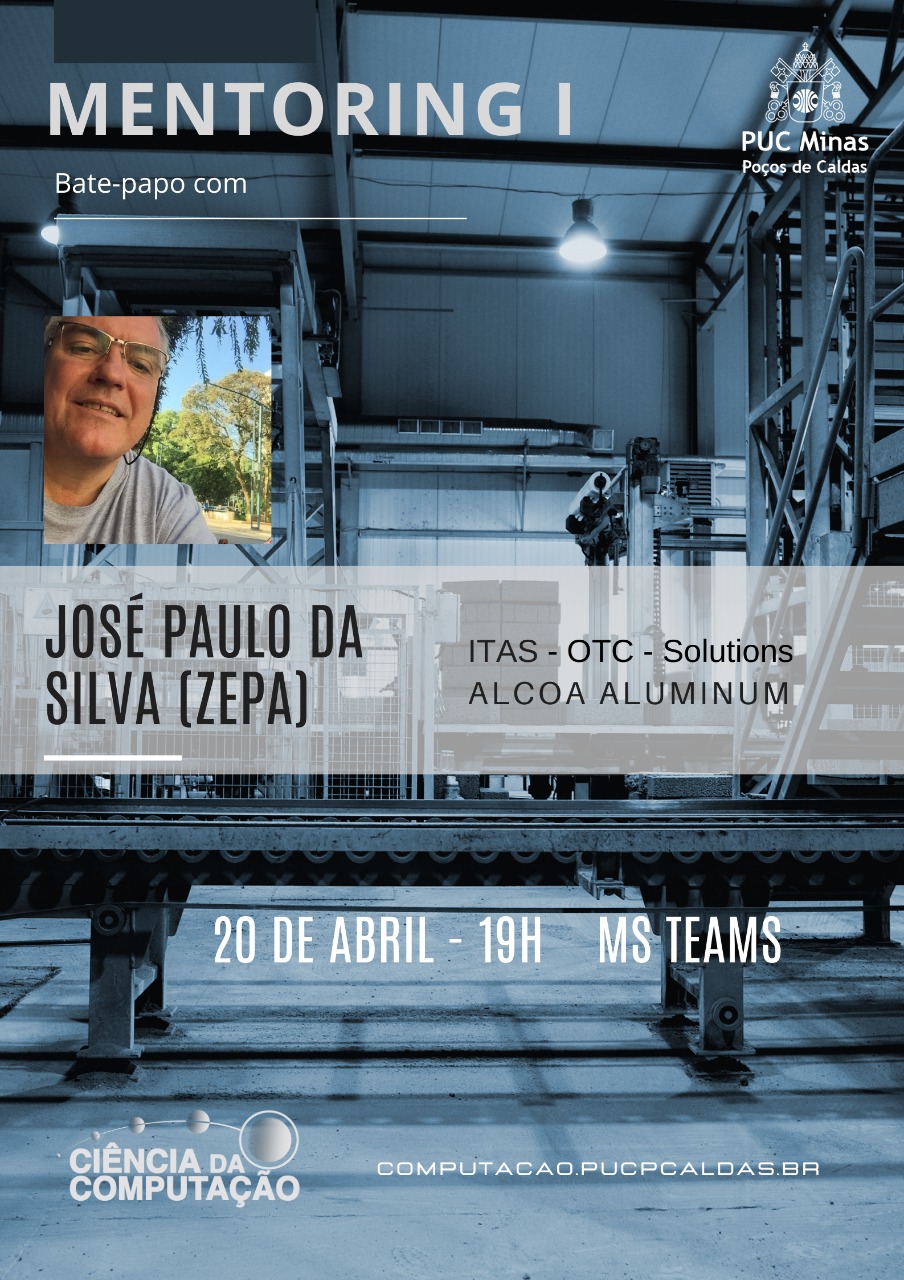 MENTORING I
PUC Minas
Poços de Caldas
Bate-papo com
JOSÉ PAULO DA
SILVA (ZEPA)
ITAS - OTC - Solutions
ALCOA ALUMINUM
20 DE ABRIL - 19H MS TEAMS
CIÊNCIA DA
COMPUTAÇÃO
COMPUTACAO.PUCPCALDAS.BR